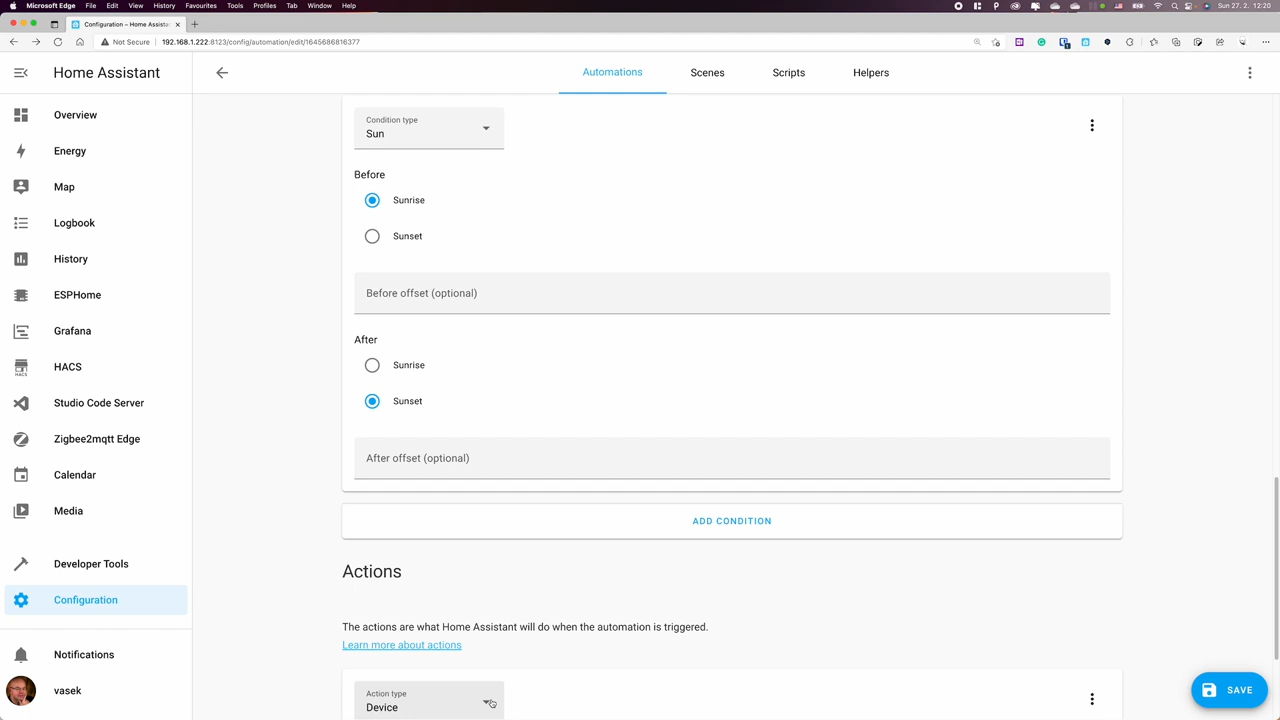 Microsoft Edge File Edit View History Favourites Tools Profiles Tab Window Help Sun 27. 2. 12:20
Configuration – Home Assista
Not Secure 192.168.1.222:8123/config/automation/edit/1645686816377
Home Assistant
Automations Scenes Scripts Helpers
Overview
Energy
Map
Logbook
History
ESPHome
Grafana
HACS
HACS
Studio Code Server
Zigbee2mqtt Edge
Calendar
Media
Developer Tools
Configuration
Notifications
vasek
Condition type
Sun
Before
Sunrise
Sunset
Before offset (optional)
After
Sunrise
Sunset
After offset (optional)
ADD CONDITION
Actions
The actions are what Home Assistant will do when the automation is triggered.
Learn more about actions
Action type
Device
SAVE